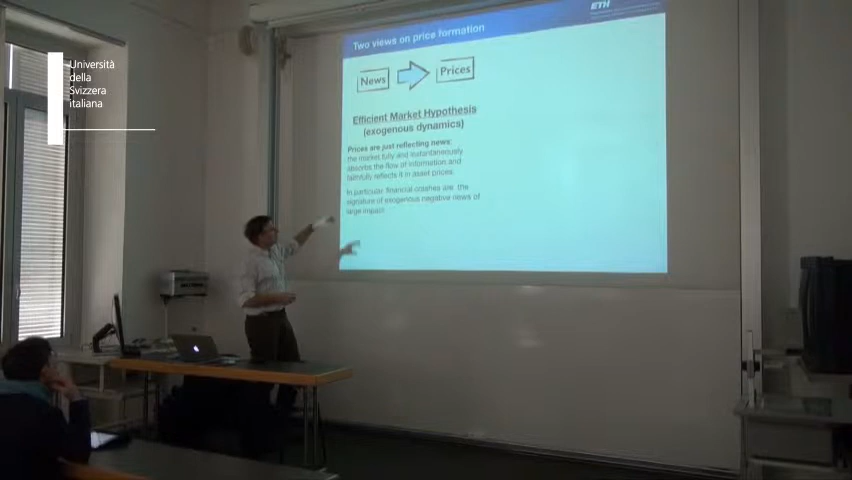 Università
della
Svizzera
italiana
ETH
Two views on price formation
News
Prices
Efficient Market Hypothesis
(exogenous dynamics)
Prices are just reflecting news:
the market fully and instantaneously
absorbs the flow of information and
faithfully reflects it in asset prices.
In particular financial crashes are the
signature of exogenous negative news of
large impact.